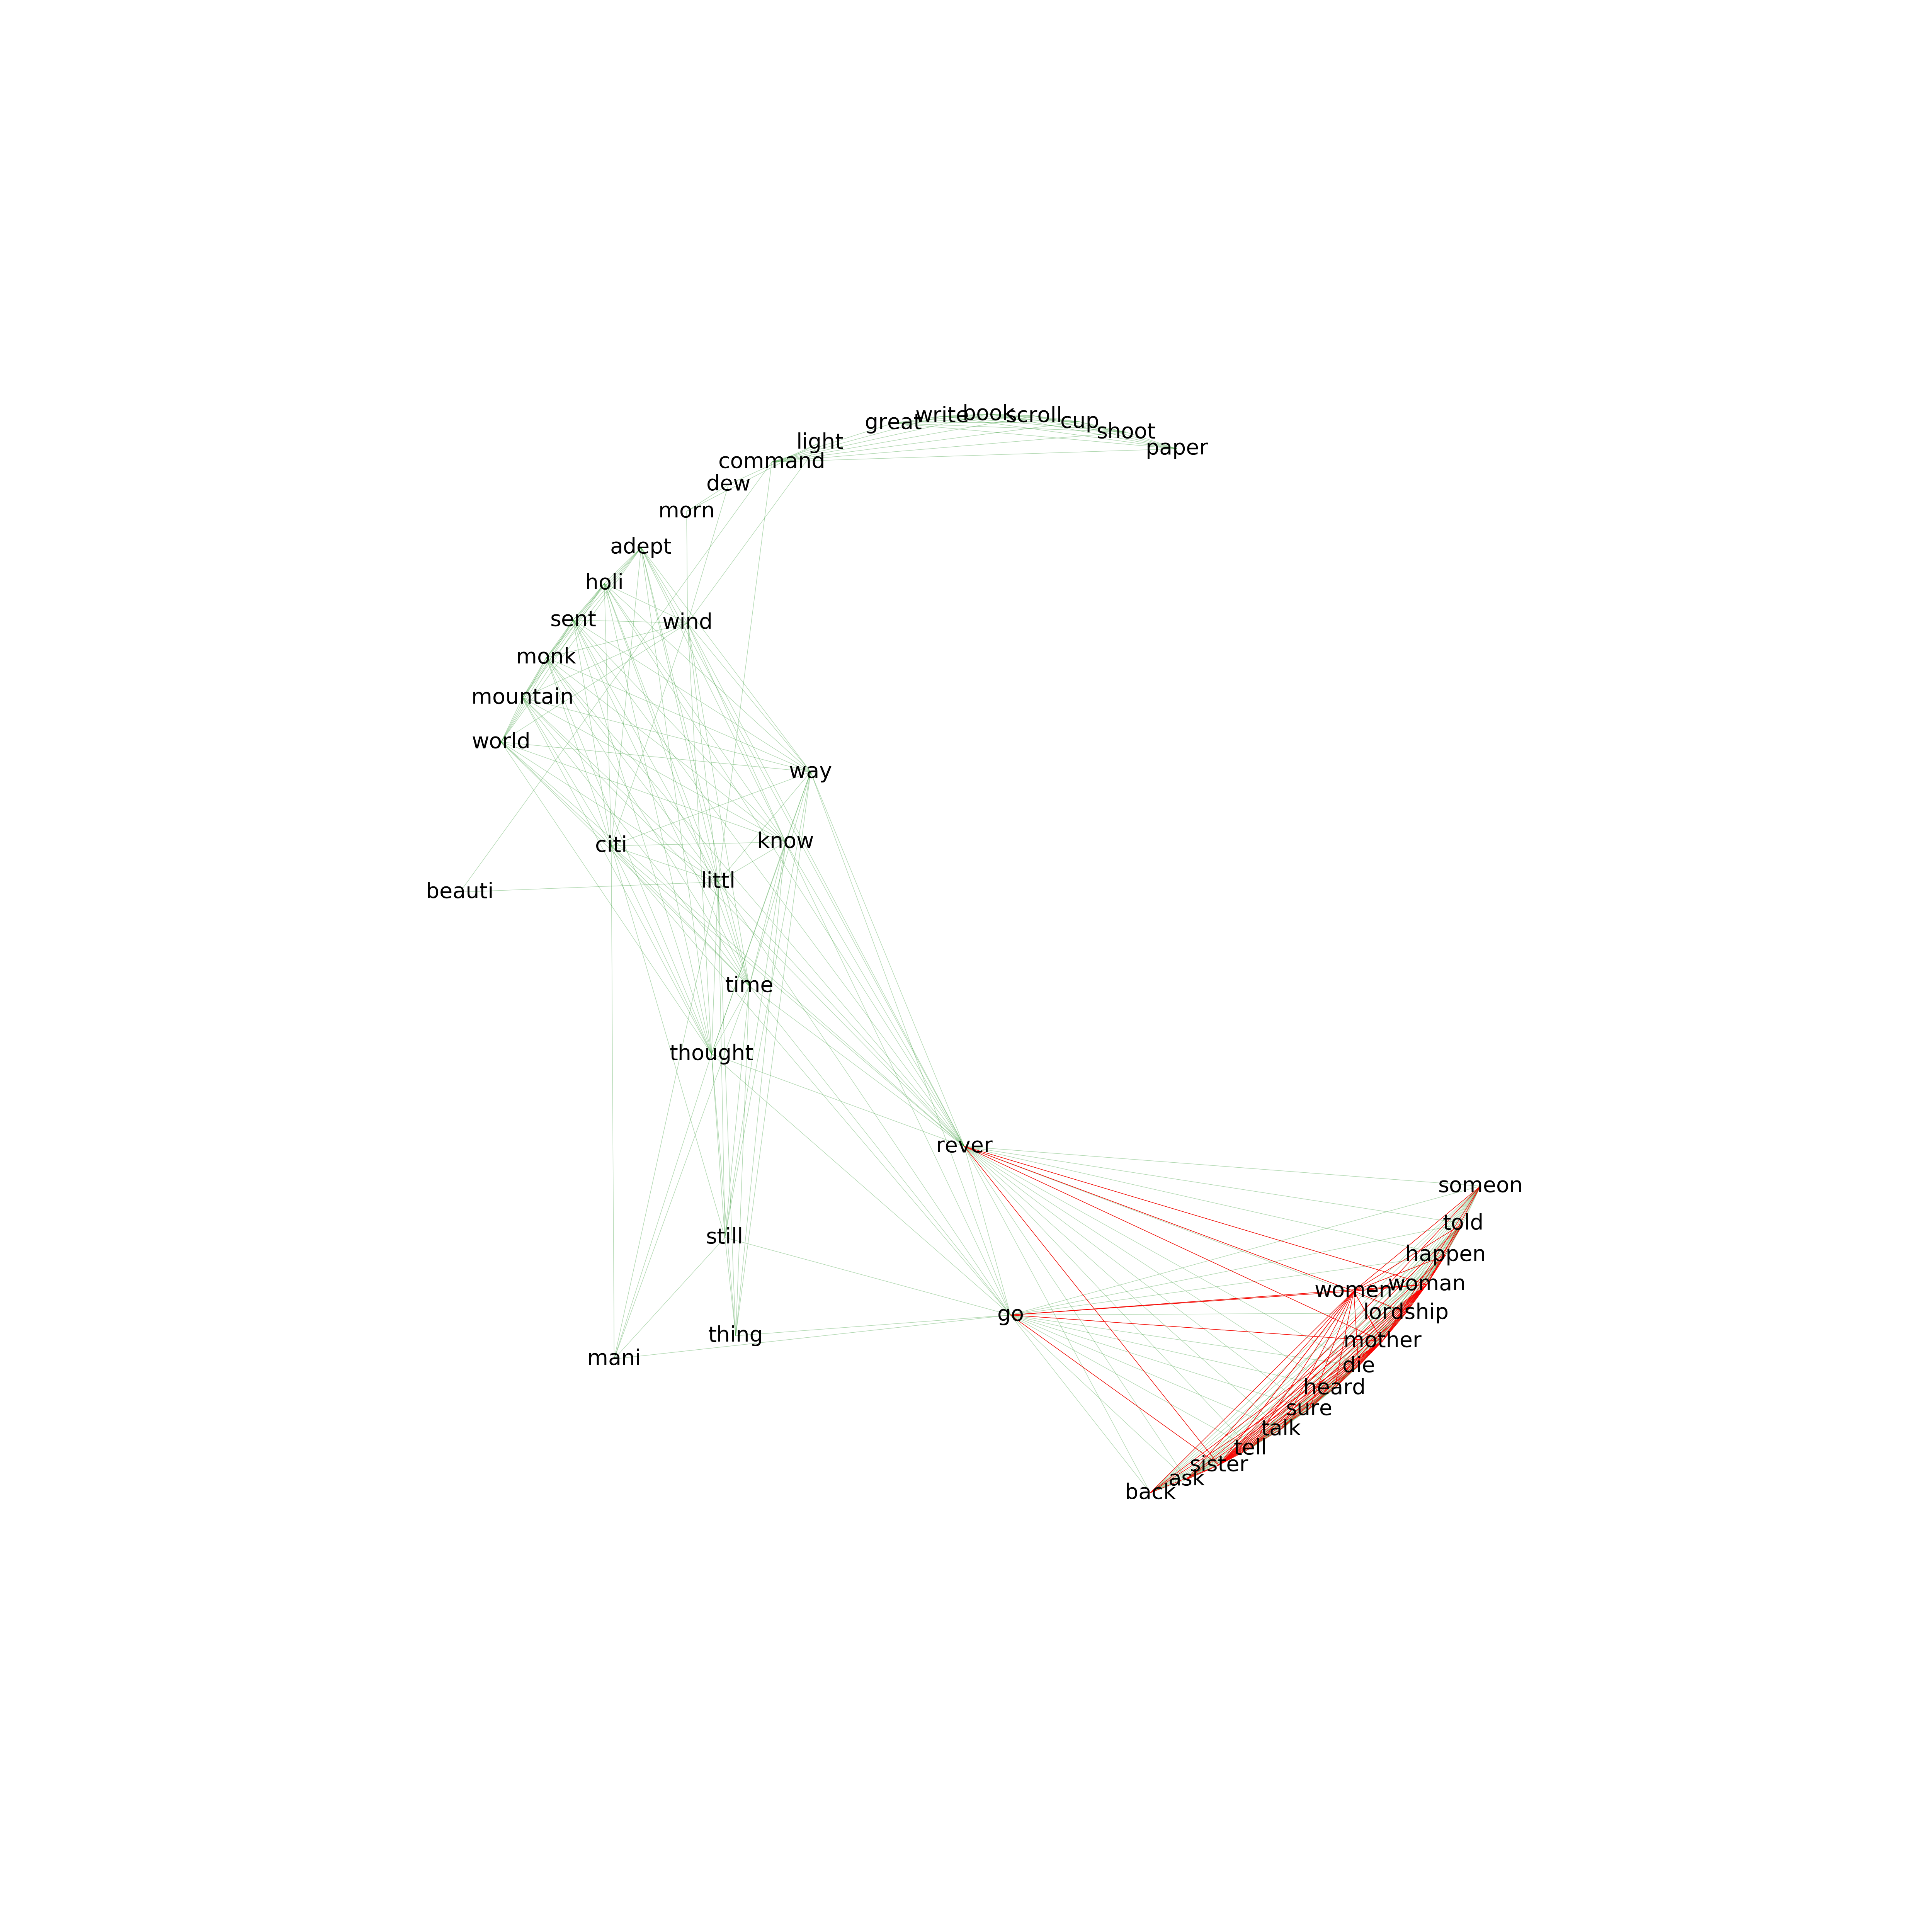 great
write
book
scroll
cup
shoot
paper
light
command
dew
morn
adept
holi
sent
wind
monk
mountain
world
way
citi
know
littl
beauti
time
thought
rever
someon
told
still
happen
women
woman
go
lordship
thing
mother
mani
die
heard
sure
talk
tell
sister
ask
back